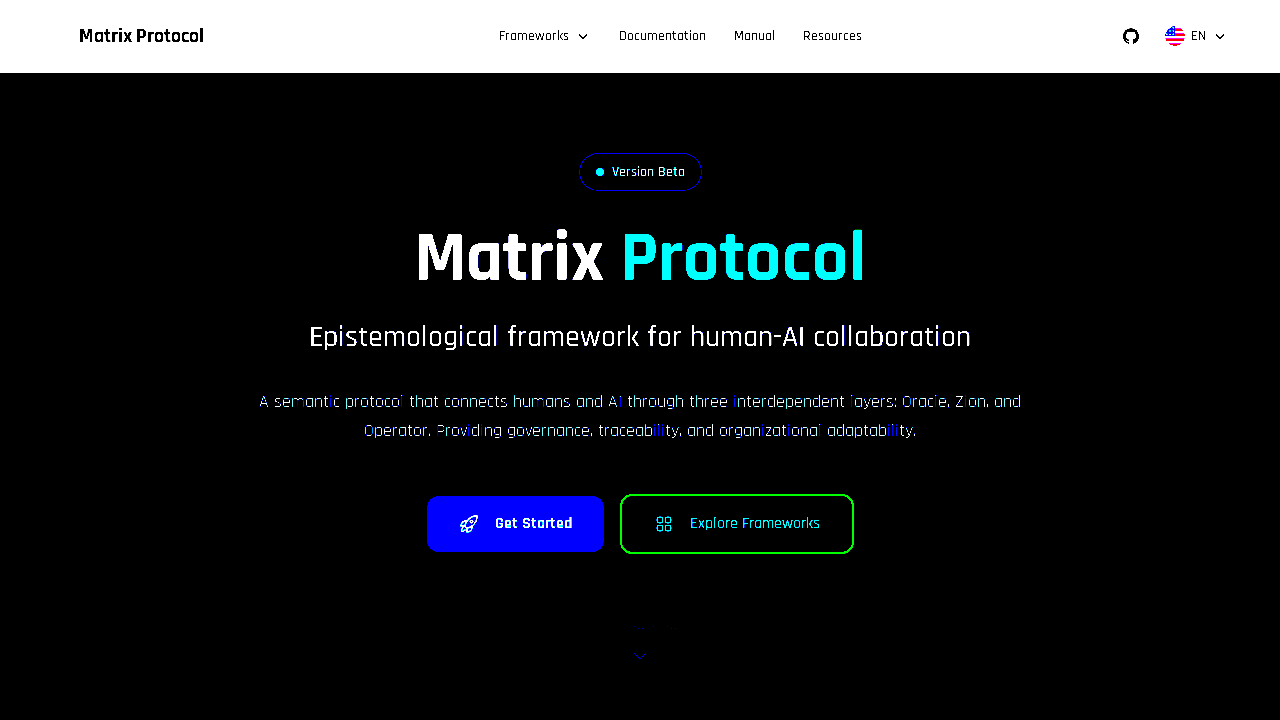 Matrix Protocol
Frameworks
Documentation
Manual
Resources
EN
Version Beta
Matrix Protocol
Epistemological framework for human-AI collaboration
A semantic protocol that connects humans and AI through three interdependent layers: Oracle, Zion, and
Operator. Providing governance, traceability, and organizational adaptability.
Get Started
Explore Frameworks